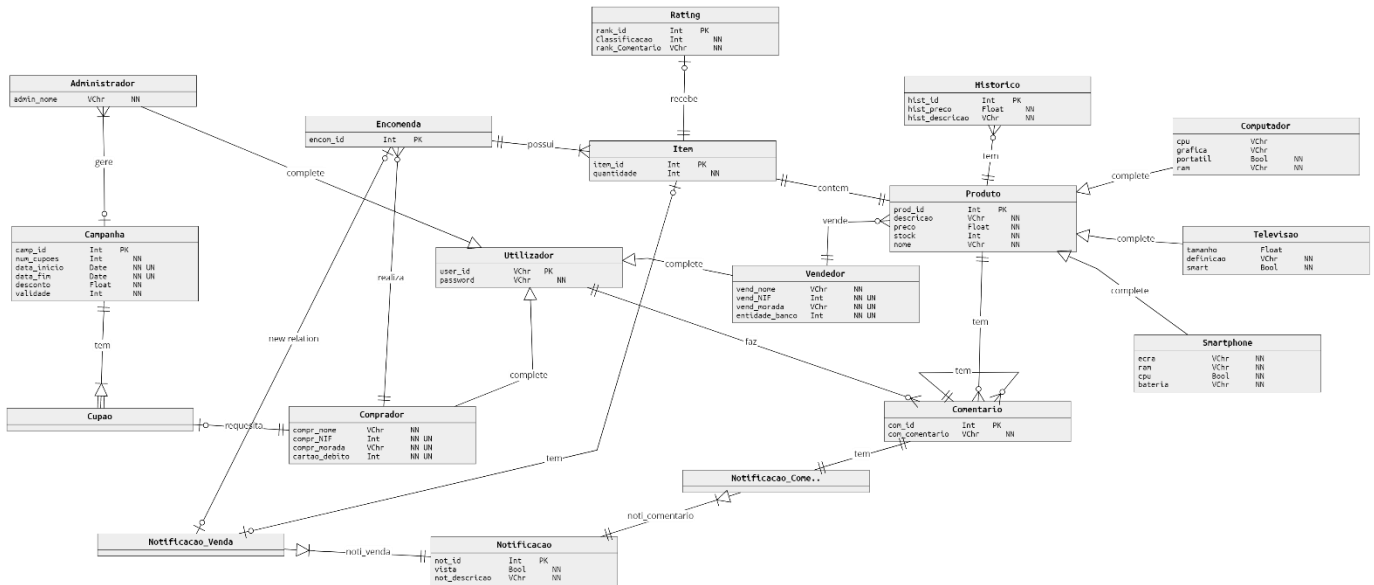 Rating
rank_id Int PK
Classificacao Int NN
rank_Comentario VChr NN
Administrador
admin_nome VChr NN
Historico
hist_id Int PK
hist_preco Float NN
hist_descricao VChr NN
recebe
Encomenda
encom_id Int PK
Computador
cpu VChr
grafica VChr
portatil Bool NN
ram VChr NN
possui
Item
item_id Int PK
quantidade Int NN
gere
complete
tem
complete
contem
Produto
prod_id Int PK
descricao VChr NN
preco Float NN
stock Int NN
nome VChr NN
vende
Campanha
camp_id Int PK
num_cupoes Int NN
data_inicio Date NN UN
data_fim Date NN UN
desconto Float NN
validade Int NN
Utilizador
user_id VChr PK
password VChr NN
complete
Vendedor
vend_nome VChr NN
vend_NIF Int NN UN
vend_morada VChr NN UN
entidade_banco Int NN UN
complete
Televisao
tamanho Float
definicao VChr NN
smart Bool NN
realiza
complete
new relation
tem
tem
faz
Smartphone
ecra VChr NN
ram VChr NN
cpu Bool NN
bateria VChr NN
complete
tem
Cupao
requesita
Comprador
compr_nome VChr NN
compr_NIF Int NN UN
compr_morada VChr NN UN
cartao_debito Int NN UN
Comentario
com_id Int PK
com_comentario VChr NN
tem
tem
Notificacao_Come..
noti_comentario
Notificacao_Venda
noti_venda
Notificacao
not_id Int PK
vista Bool NN
not_descricao VChr NN